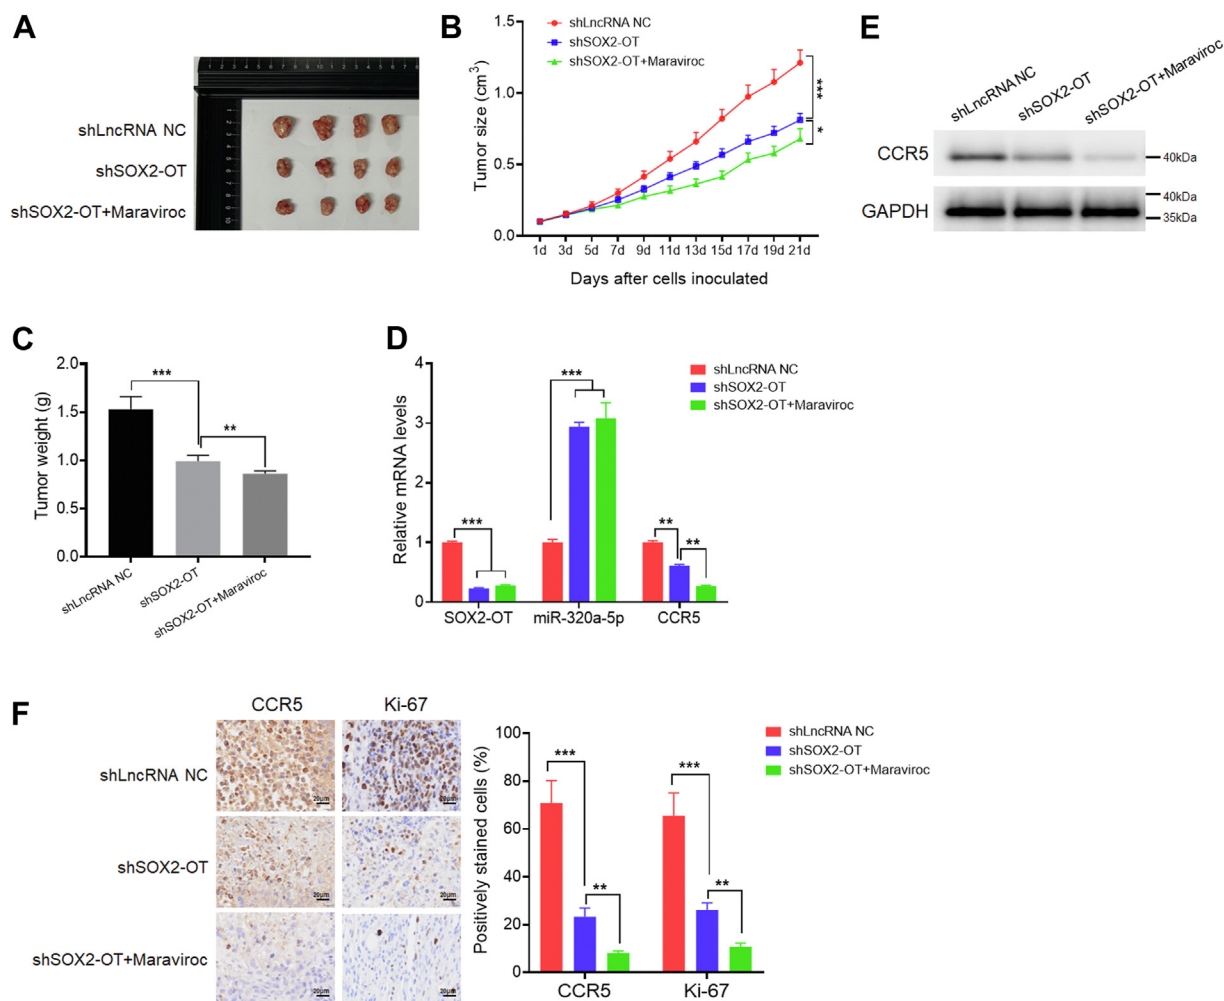 A
shLncRNA NC
shSOX2-OT
shSOX2-OT+Maraviroc
B
shLncRNA NC
shSOX2-OT
shSOX2-OT+Maraviroc
Tumor size (cm3)
1.5
1.0
0.5
0.0
***
*
1d 3d 5d 7d 9d 11d 13d 15d 17d 19d 21d
Days after cells inoculated
E
shLncRNA NC shSOX2-OT shSOX2-OT+Maraviroc
CCR5 40kDa
GAPDH 40kDa
35kDa
C
Tumor weight (g)
2.0
1.5
1.0
0.5
0.0
***
**
shLncRNA NC shSOX2-OT shSOX2-OT+Maraviroc
D
shLncRNA NC
shSOX2-OT
shSOX2-OT+Maraviroc
Relative mRNA levels
4
3
2
1
0
*** *** ** **
SOX2-OT miR-320a-5p CCR5
F
CCR5 Ki-67
shLncRNA NC
20μm 20μm
shSOX2-OT
20μm 20μm
shSOX2-OT+Maraviroc
20μm 20μm
shLncRNA NC
shSOX2-OT
shSOX2-OT+Maraviroc
Positively stained cells (%)
100
80
60
40
20
0
*** ** *** **
CCR5 Ki-67